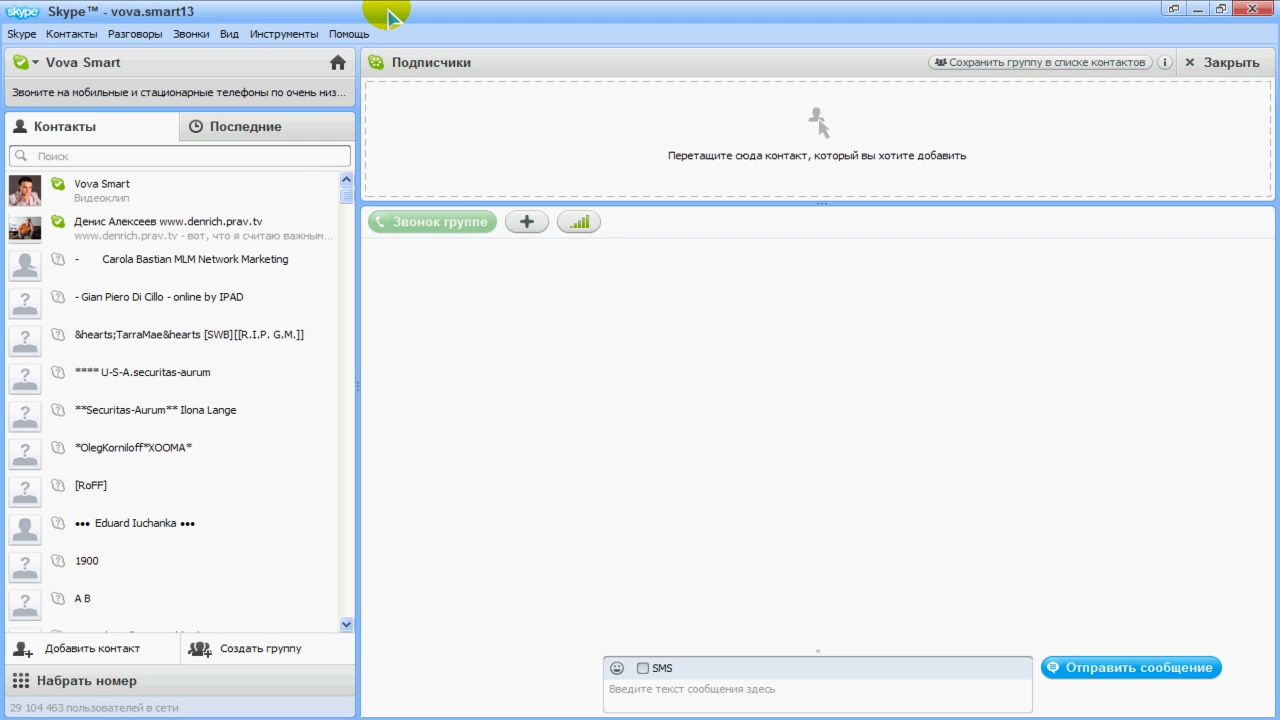 skype Skype™ - vova.smart13
Skype Контакты Разговоры Звонки Вид Инструменты Помощь
Vova Smart
Звоните на мобильные и стационарные телефоны по очень низ...
Контакты
Последние
Поиск
Vova Smart
Видеоклип
Денис Алексеев www.denrich.prav.tv
www.denrich.prav.tv - вот, что я считаю важным...
- Carola Bastian MLM Network Marketing
- Gian Piero Di Cillo - online by IPAD
&hearts;TarraMae&hearts [SWB][[R.I.P. G.M.]]
**** U-S-A.securitas-aurum
**Securitas-Aurum** Ilona Lange
*OlegKorniloff*XOOMA*
[RoFF]
••• Eduard Iuchanka •••
1900
A B
Добавить контакт
Создать группу
Набрать номер
29 104 463 пользователей в сети
Подписчики
Сохранить группу в списке контактов
Закрыть
Перетащите сюда контакт, который вы хотите добавить
Звонок группе
SMS
Введите текст сообщения здесь
Отправить сообщение